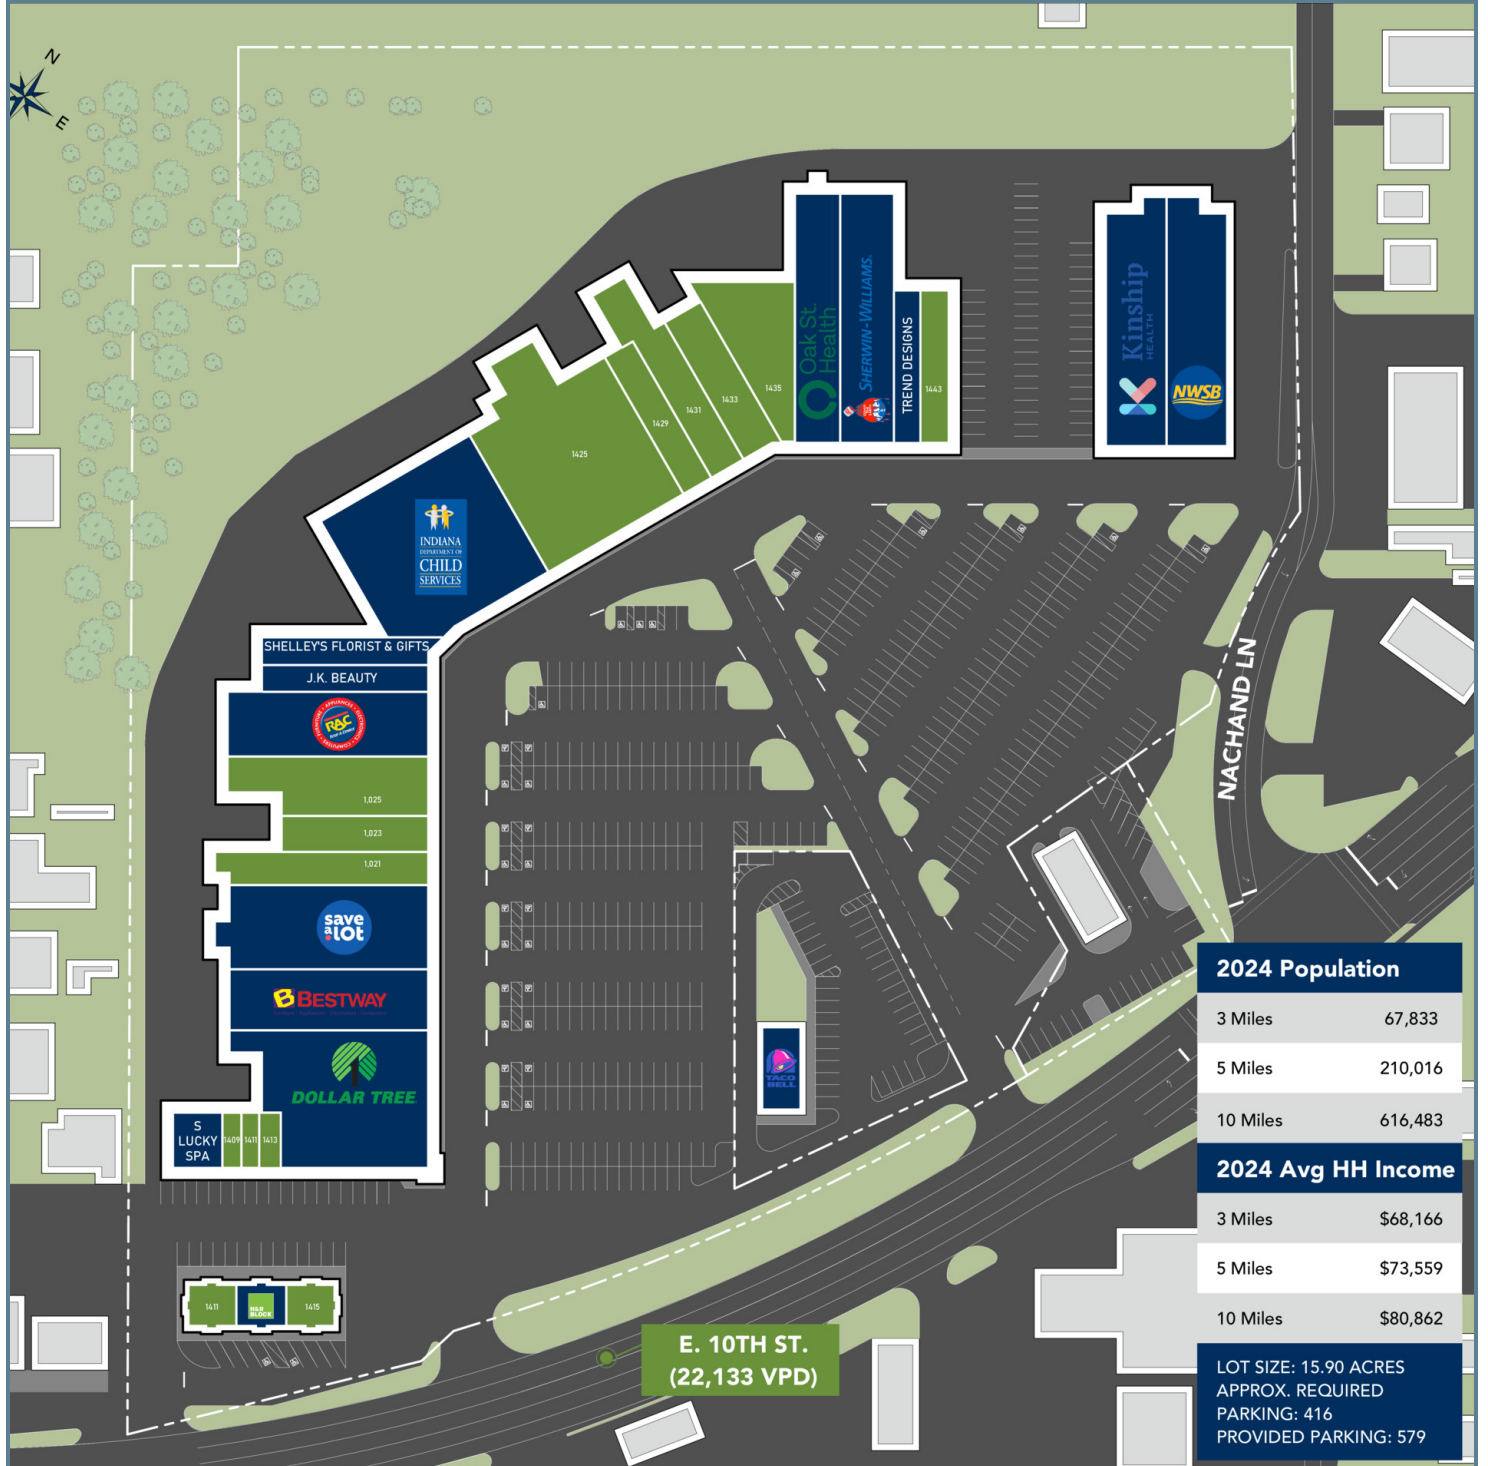 N
E
Oak St.
Health
SHERWIN-WILLIAMS.
TREND DESIGNS
1443
Kinship
HEALTH
NWSB
1435
1433
1431
1429
1425
INDIANA
DEPARTMENT OF
CHILD
SERVICES
SHELLEY'S FLORIST & GIFTS
J.K. BEAUTY
FURNITURE • APPLIANCES • ELECTRONICS • COMPUTERS
RAC
1,025
1,023
1,021
save
a
lot
BESTWAY
DOLLAR TREE
S
LUCKY
SPA
1409
1411
1413
TACO
BELL
NACHAND LN
1411
H&R
BLOCK
1415
E. 10TH ST.
(22,133 VPD)
2024 Population
3 Miles 67,833
5 Miles 210,016
10 Miles 616,483
2024 Avg HH Income
3 Miles $68,166
5 Miles $73,559
10 Miles $80,862
LOT SIZE: 15.90 ACRES
APPROX. REQUIRED
PARKING: 416
PROVIDED PARKING: 579